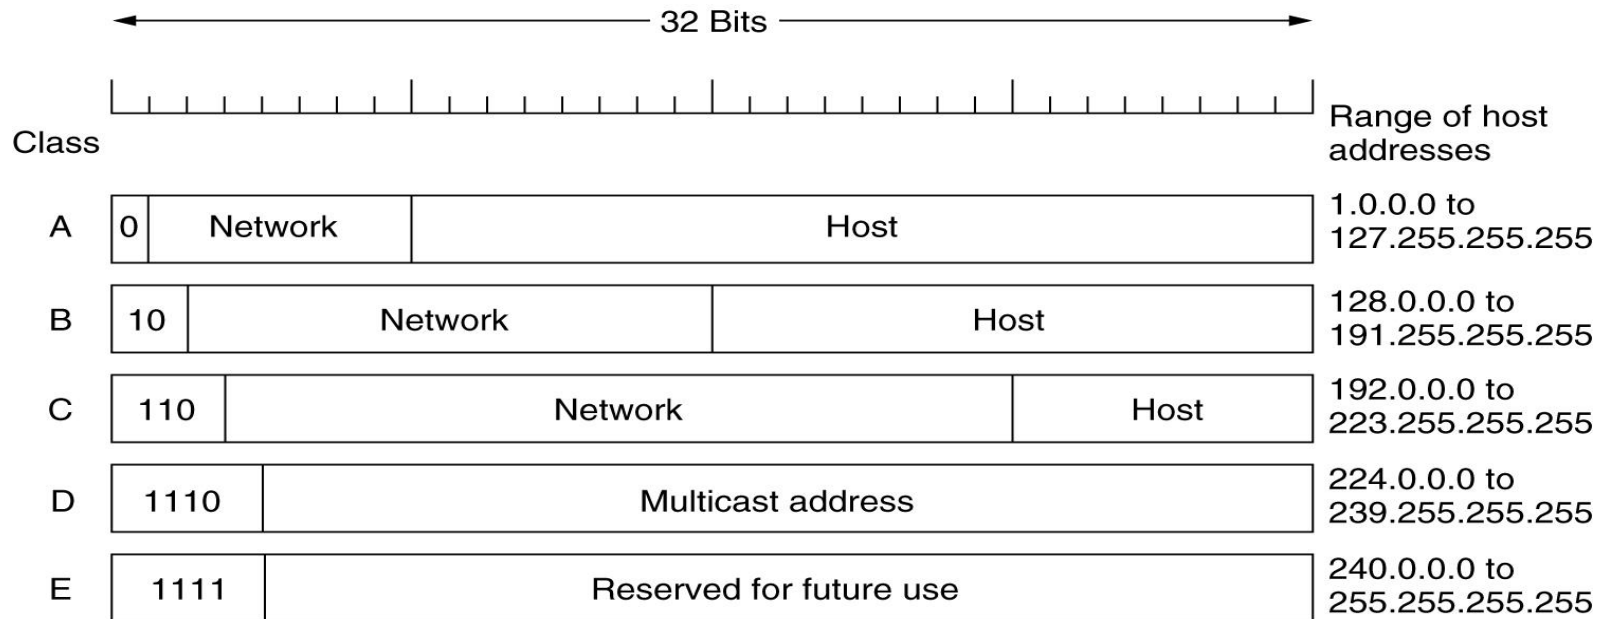 32 Bits
Class
Range of host
addresses
A
0
Network
Host
1.0.0.0 to
127.255.255.255
B
10
Network
Host
128.0.0.0 to
191.255.255.255
C
110
Network
Host
192.0.0.0 to
223.255.255.255
D
1110
Multicast address
224.0.0.0 to
239.255.255.255
E
1111
Reserved for future use
240.0.0.0 to
255.255.255.255